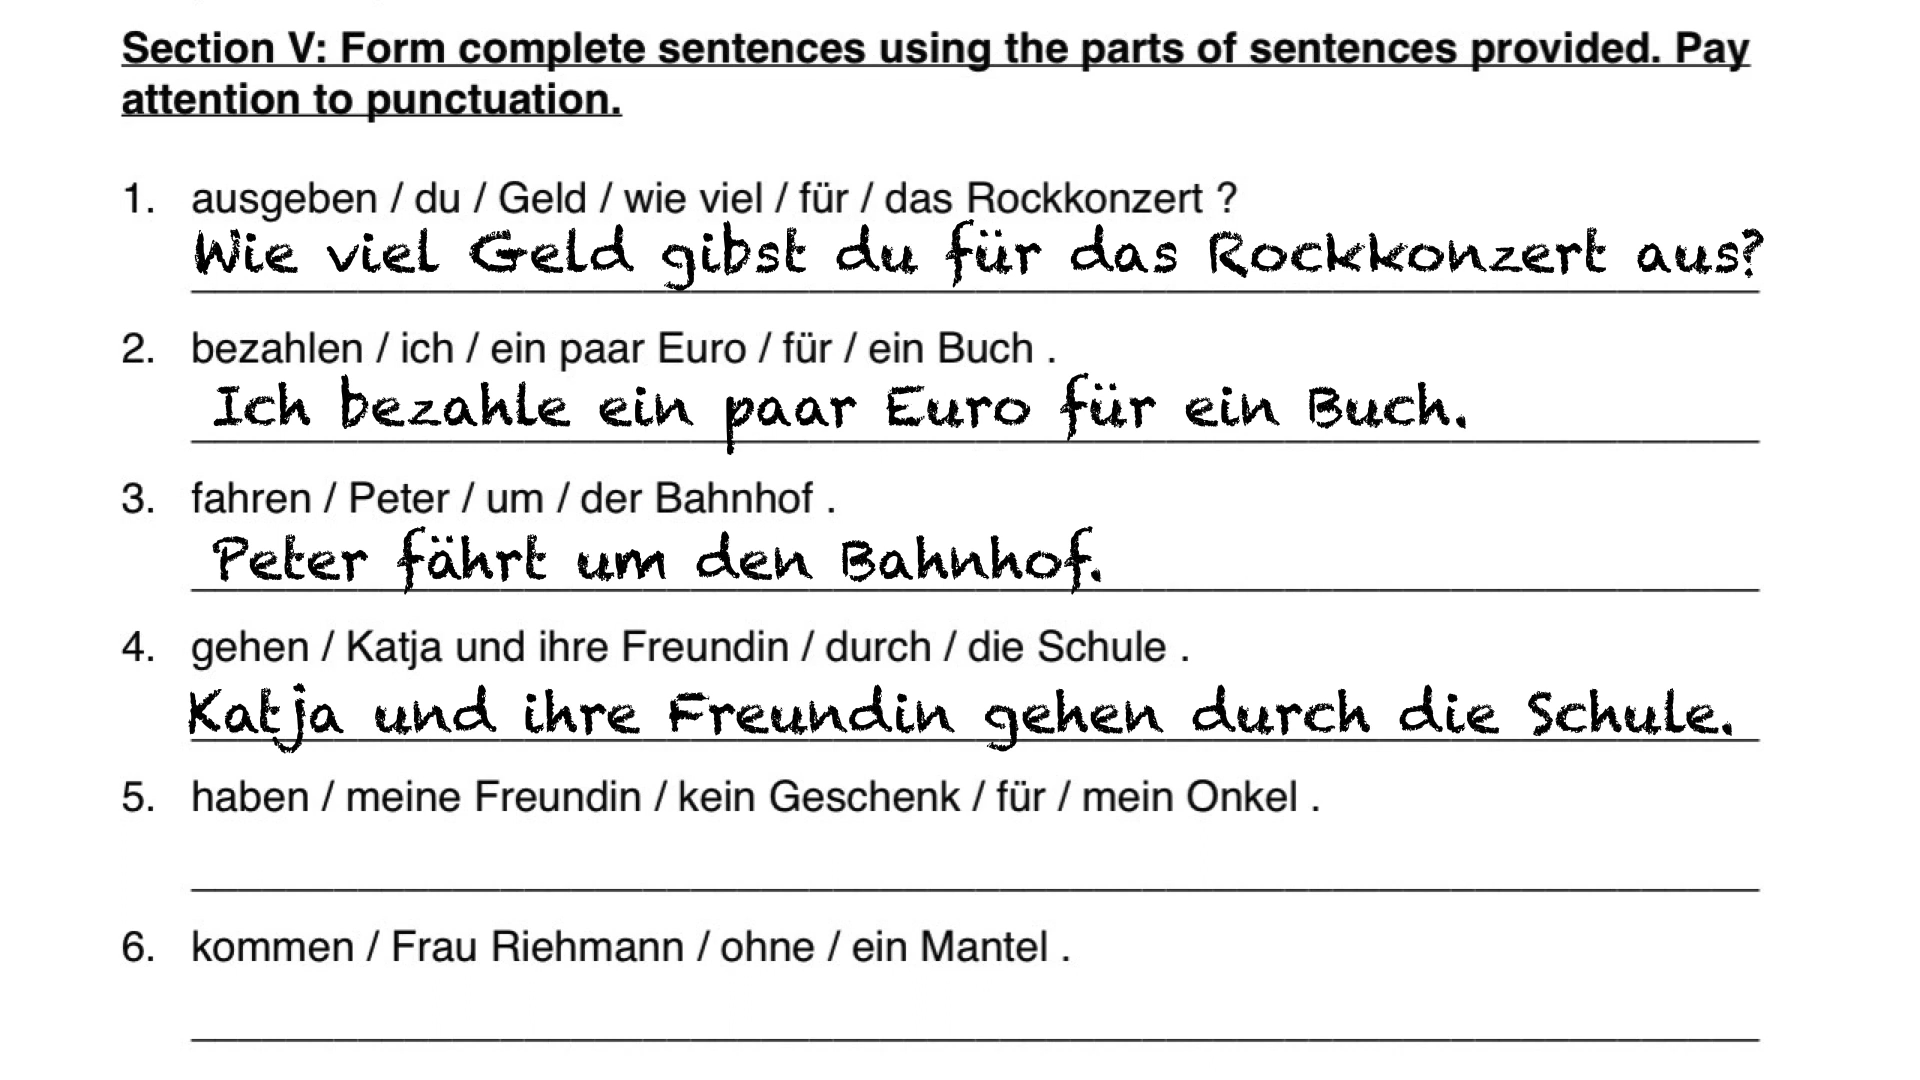 Section V: Form complete sentences using the parts of sentences provided. Pay
attention to punctuation.
1. ausgeben / du / Geld / wie viel / für / das Rockkonzert ?
Wie viel Geld gibst du für das Rockkonzert aus?
2. bezahlen / ich / ein paar Euro / für / ein Buch .
Ich bezahle ein paar Euro für ein Buch.
3. fahren / Peter / um / der Bahnhof .
Peter fährt um den Bahnhof.
4. gehen / Katja und ihre Freundin / durch / die Schule .
Katja und ihre Freundin gehen durch die Schule.
5. haben / meine Freundin / kein Geschenk / für / mein Onkel .
6. kommen / Frau Riehmann / ohne / ein Mantel .